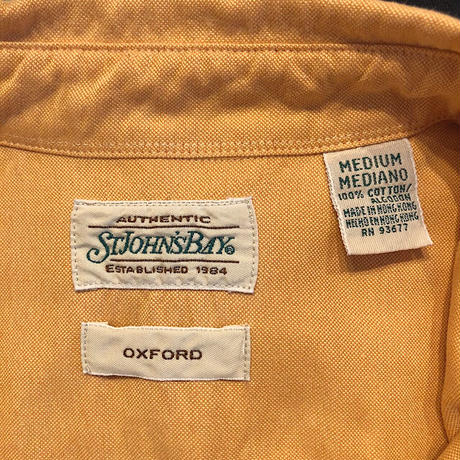 AUTHENTIC
ST. JOHN'S BAY®
ESTABLISHED 1984
OXFORD
MEDIUM
MEDIANO
100% COTTON/
ALGODON
MADE IN HONG KONG
HECHO EN HONG KONG
RN 93677